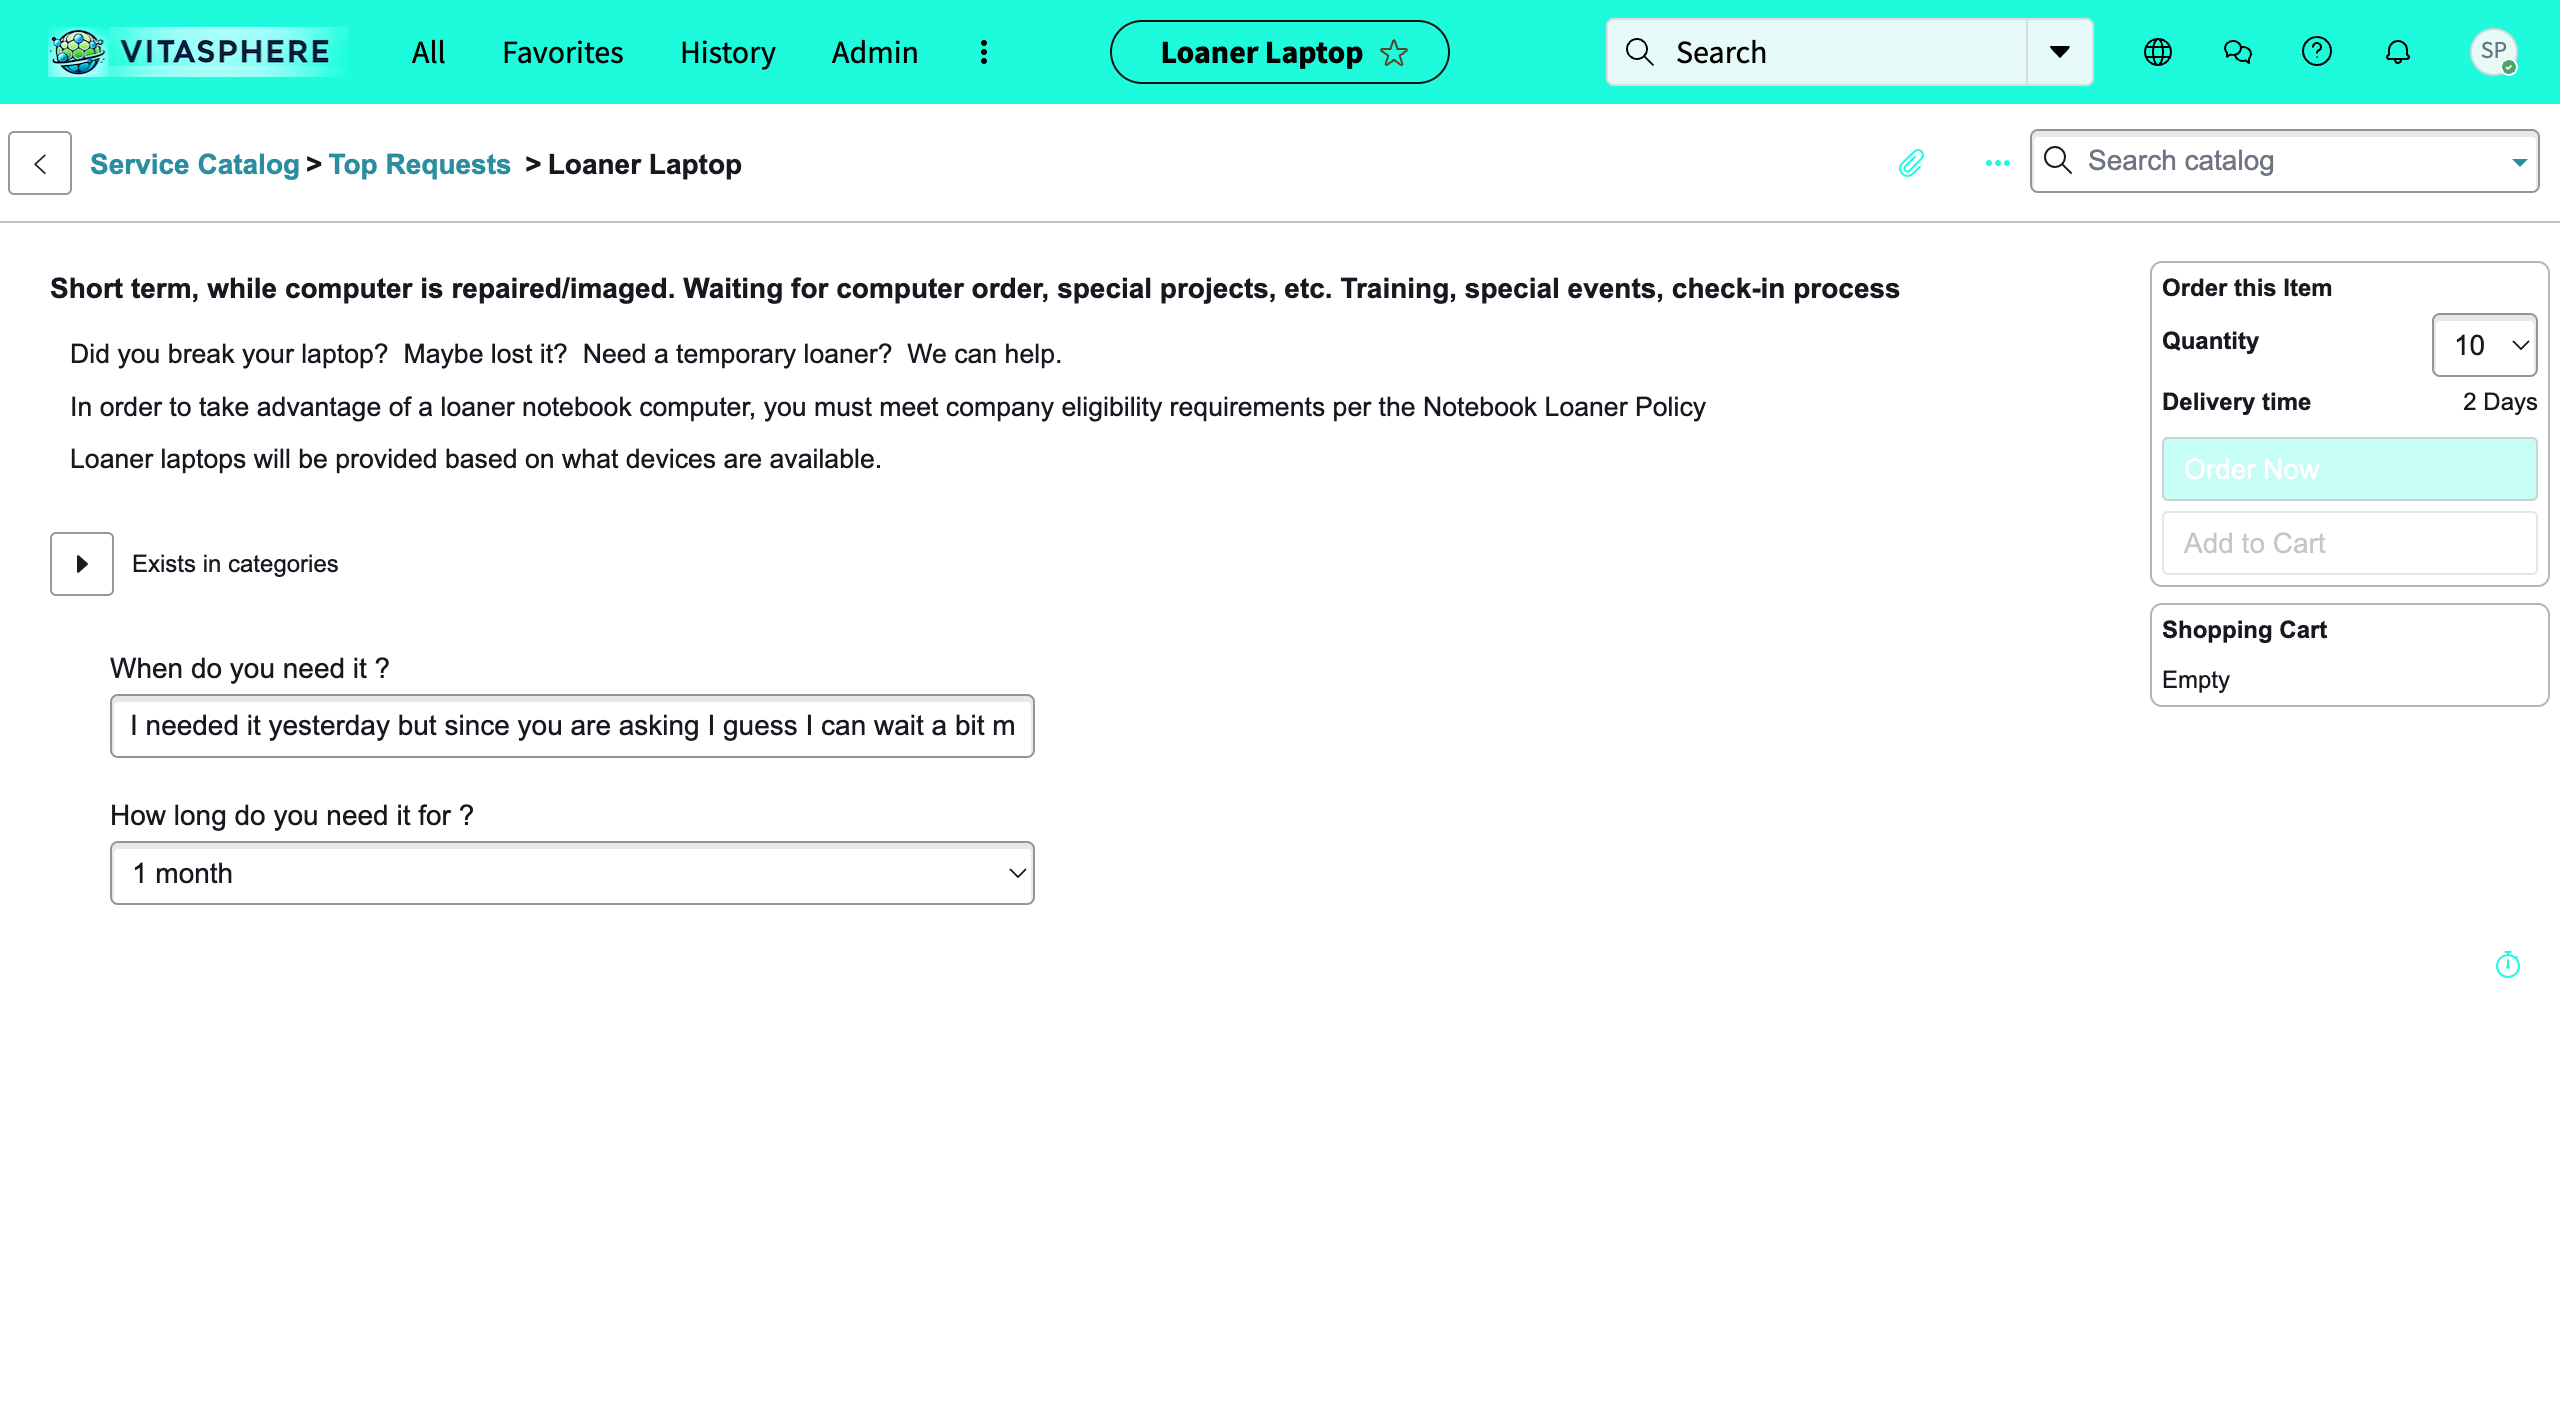 VITASPHERE
All Favorites History Admin
Loaner Laptop
Search
SP
Service Catalog > Top Requests > Loaner Laptop
Search catalog
Short term, while computer is repaired/imaged. Waiting for computer order, special projects, etc. Training, special events, check-in process
Did you break your laptop? Maybe lost it? Need a temporary loaner? We can help.
In order to take advantage of a loaner notebook computer, you must meet company eligibility requirements per the Notebook Loaner Policy
Loaner laptops will be provided based on what devices are available.
Exists in categories
When do you need it ?
I needed it yesterday but since you are asking I guess I can wait a bit m
How long do you need it for ?
1 month
Order this Item
Quantity 10
Delivery time 2 Days
Order Now
Add to Cart
Shopping Cart
Empty